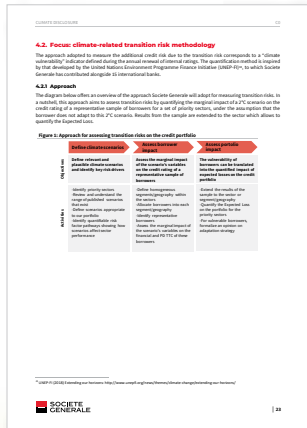 CLIMATE DISCLOSURE
4.2. Focus: climate-related transition risk methodology
The approach adopted to measure the additional credit risk due to the transition risk corresponds to a "climate
vulnerability" indicator defined during the annual renewal of internal ratings. The quantification method is inspired
by that developed by the United Nations Environment Programme Finance Initiative (UNEP-FI)¹⁵, to which Societe
Generale has contributed alongside 15 international banks.
4.2.1 Approach
The diagram below offers an overview of the approach Societe Generale will adopt for measuring transition risks. In
a nutshell, this approach aims to assess transition risks by quantifying the marginal impact of a 2°C scenario on the
credit rating of a representative sample of borrowers for a set of priority sectors, under the assumption that the
borrower does not adapt to this 2°C scenario. Results from the sample are extended to the sector which allows to
quantify the Expected Loss.
Figure 1: Approach for assessing transition risks on the credit portfolio
Define climate scenarios
Assess borrower
impact
Assess portfolio
impact
Objectives
Define relevant and
plausible climate scenarios
and identify key risk drivers
Assess the marginal impact
of the scenario's variables
on the credit rating of a
representative sample of
borrowers
The vulnerability of
borrowers can be translated
into the quantified impact of
expected losses on the credit
portfolio
Activities
-Identify priority sectors
-Review and understand the
range of published scenarios
that exist
-Define scenarios appropriate
to our portfolio
-Identify quantifiable risk
factor pathways showing how
scenarios affect sector
performance
-Define homogeneous
segments/geography within
the sectors
-Allocate borrowers into each
segment/geography
-Identify representative
borrowers
-Assess the marginal impact of
the scenario's variables on the
financial and PD TTC of these
borrowers
-Extend the results of the
sample to the sector or
segment/geography
-Quantify the Expected Loss
on the portfolio for the
priority sectors
-For vulnerable borrowers,
formalize an opinion on
adaptation strategy
UNEP-FI (2018) Extending our horizons: http://www.unepfi.org/news/themes/climate-change/extending-our-horizons/
SOCIETE
GENERALE
| 23